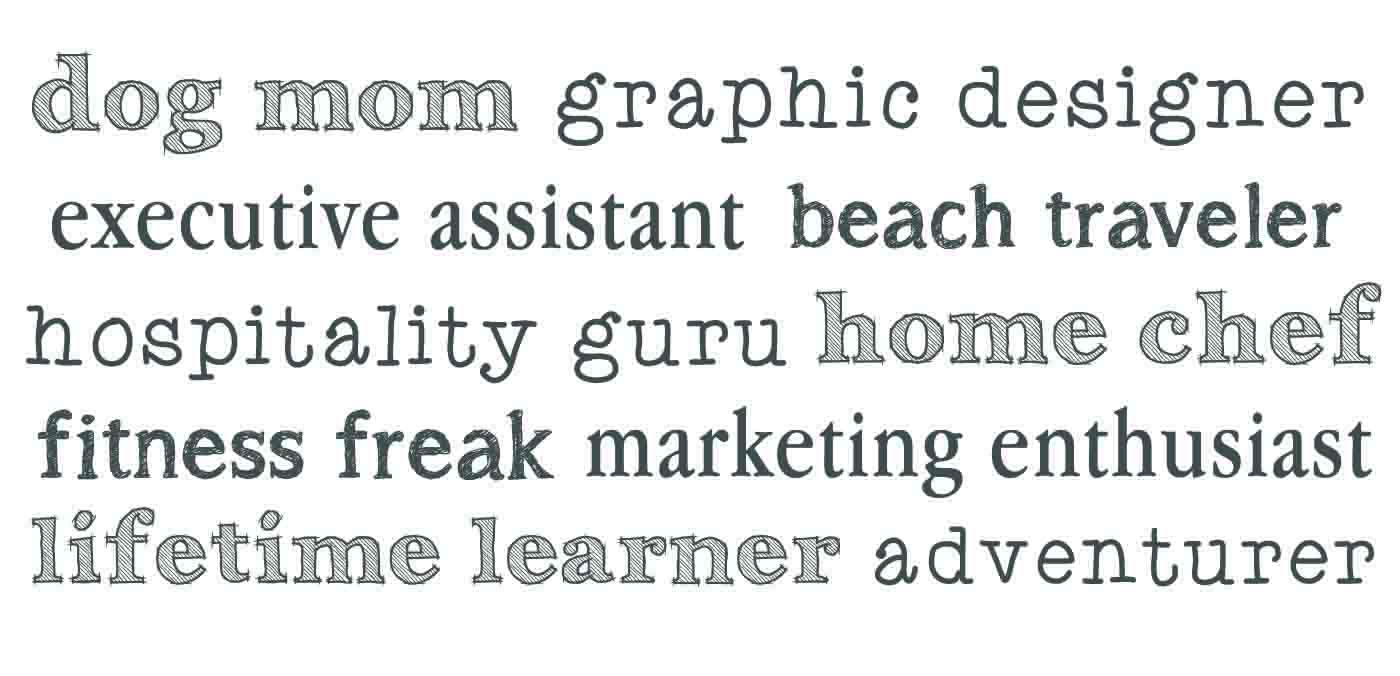 dog mom graphic designer
executive assistant beach traveler
hospitality guru home chef
fitness freak marketing enthusiast
lifetime learner adventurer